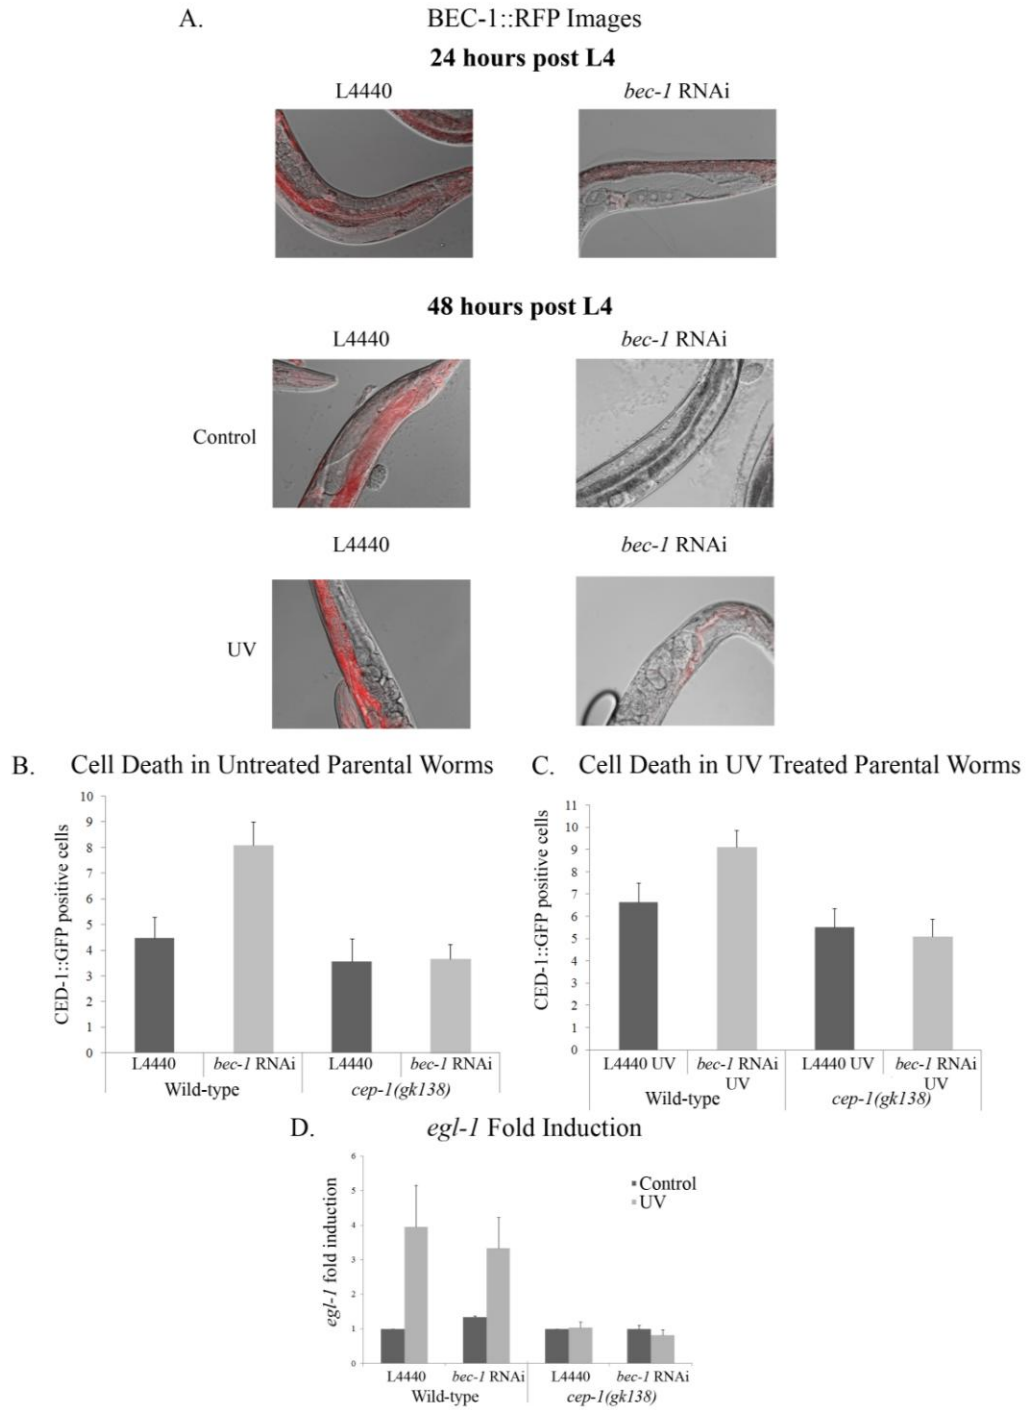 A. BEC-1::RFP Images
24 hours post L4
L4440 bec-1 RNAi
48 hours post L4
L4440 bec-1 RNAi
Control
L4440 bec-1 RNAi
UV
B. Cell Death in Untreated Parental Worms
CED-1::GFP positive cells
10
9
8
7
6
5
4
3
2
1
0
L4440 bec-1 RNAi L4440 bec-1 RNAi
Wild-type cep-1(gk138)
C. Cell Death in UV Treated Parental Worms
CED-1::GFP positive cells
11
10
9
8
7
6
5
4
3
2
1
0
L4440 UV bec-1 RNAi L4440 UV bec-1 RNAi
UV UV
Wild-type cep-1(gk138)
D. egl-1 Fold Induction
egl-1 fold induction
6
5
4
3
2
1
0
Control
UV
L4440 bec-1 RNAi L4440 bec-1 RNAi
Wild-type cep-1(gk138)